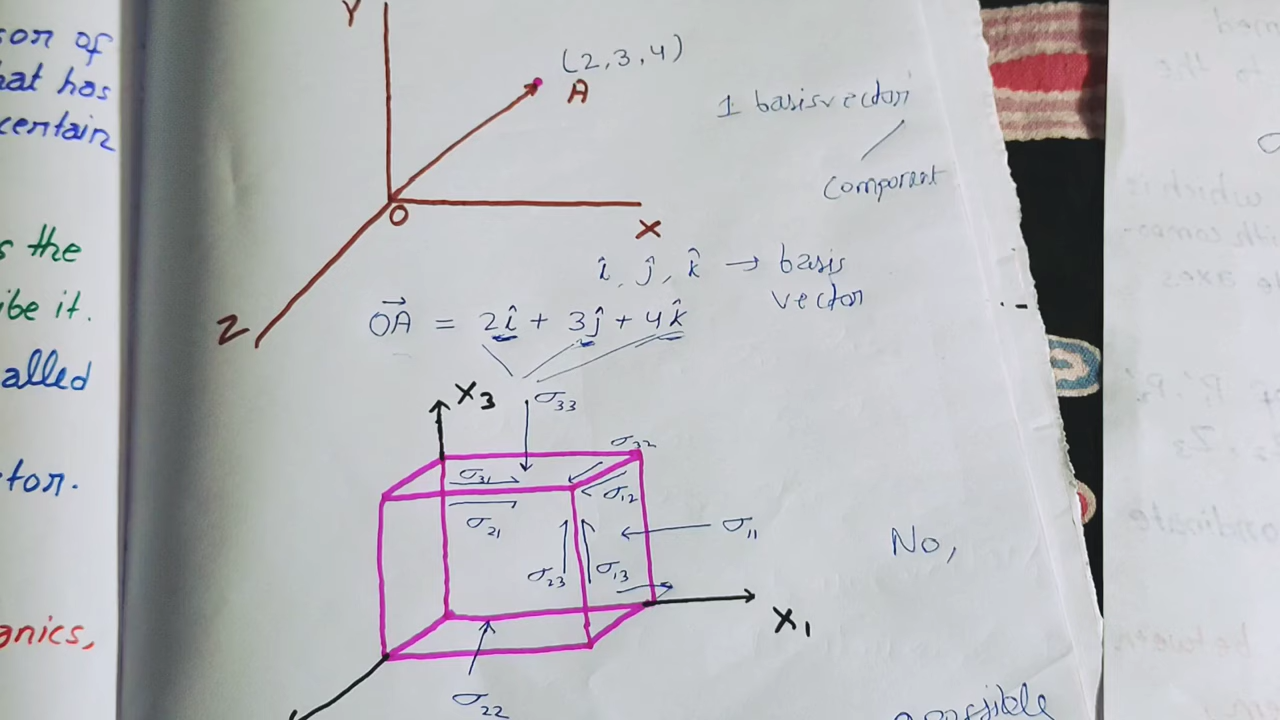 son of
hat has
certain
s the
ibe it.
alled
tor.
anics,
Y
(2,3,4)
A
O
X
Z
1 basis vector
component
î, ĵ, k̂ → basis
vector
OA⃗ = 2î + 3ĵ + 4k̂
X₃
σ₃₃
σ₃₂
σ₃₁
σ₁₂
σ₂₁
σ₁₁
σ₂₃
σ₁₃
X₁
σ₂₂
No,
possible